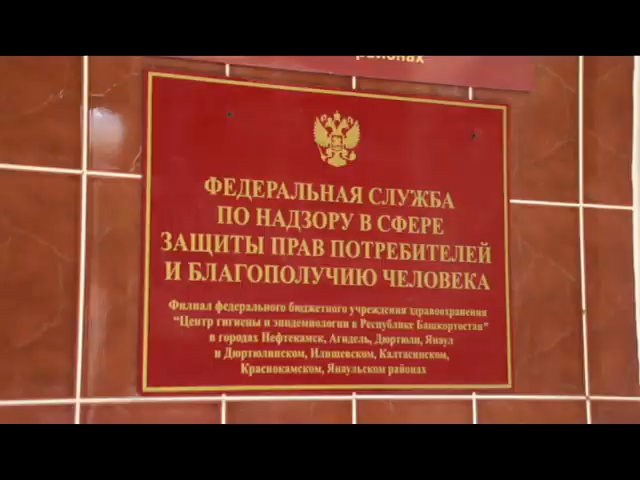 районах
ФЕДЕРАЛЬНАЯ СЛУЖБА
ПО НАДЗОРУ В СФЕРЕ
ЗАЩИТЫ ПРАВ ПОТРЕБИТЕЛЕЙ
И БЛАГОПОЛУЧИЮ ЧЕЛОВЕКА
Филиал федерального бюджетного учреждения здравоохранения
"Центр гигиены и эпидемиологии в Республике Башкортостан"
в городах Нефтекамск, Агидель, Дюртюли, Янаул
и Дюртюлинском, Илишевском, Калтасинском,
Краснокамском, Янаульском районах